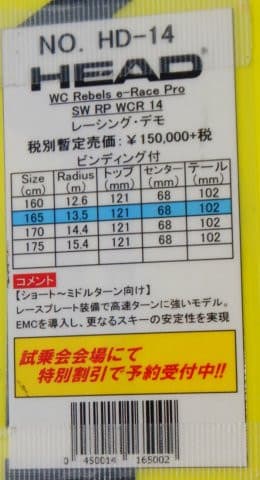 NO. HD-14
HEAD
WC Rebels e-Race Pro
SW RP WCR 14
レーシング・デモ
税別暫定売価：￥150,000+税
ビンディング付
Size (cm) Radius (m) トップ (mm) センター (mm) テール (mm)
160 12.6 121 68 102
165 13.5 121 68 102
170 14.4 121 68 102
175 15.4 121 68 102
コメント
【ショート～ミドルターン向け】
レースプレート装備で高速ターンに強いモデル。
EMCを導入し、更なるスキーの安定性を実現
試乗会会場にて
特別割引で予約受付中!!
0 450014 165002